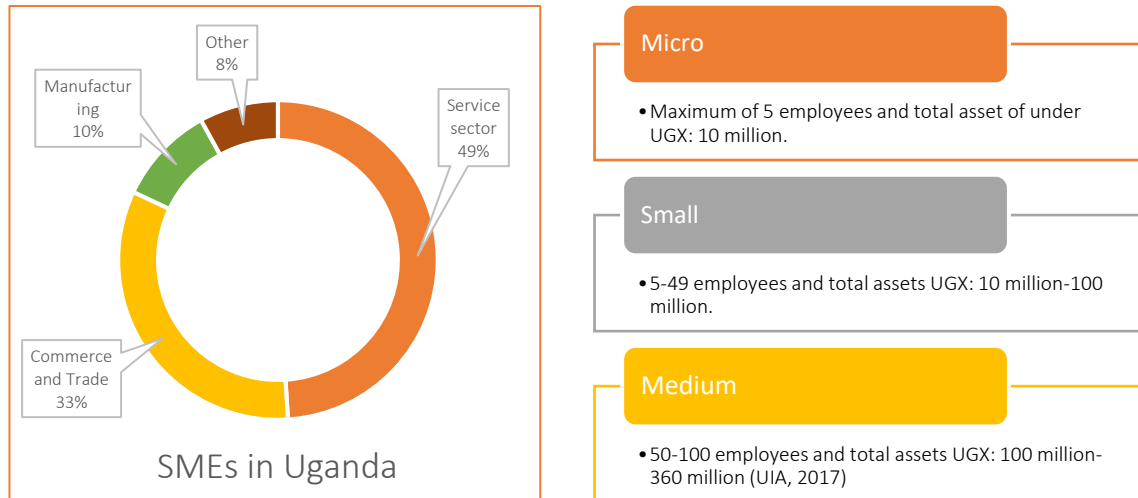 Other
8%
Manufactur
ing
10%
Service
sector
49%
Commerce
and Trade
33%
SMEs in Uganda
Micro
•Maximum of 5 employees and total asset of under
UGX: 10 million.
Small
•5-49 employees and total assets UGX: 10 million-100
million.
Medium
•50-100 employees and total assets UGX: 100 million-
360 million (UIA, 2017)